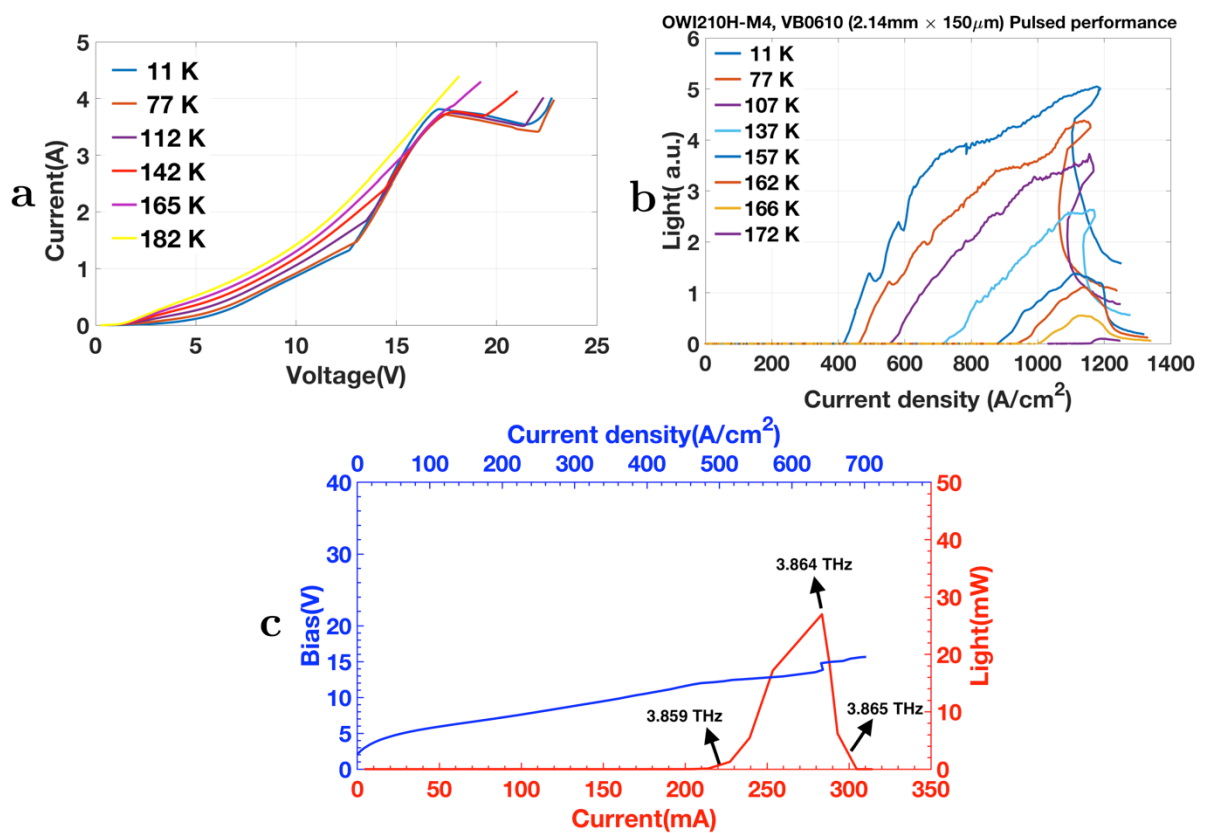 a
5
4
3
2
1
0
Current(A)
11 K
77 K
112 K
142 K
165 K
182 K
0 5 10 15 20 25
Voltage(V)
OWI210H-M4, VB0610 (2.14mm × 150μm) Pulsed performance
b
6
5
4
3
2
1
0
Light( a.u.)
11 K
77 K
107 K
137 K
157 K
162 K
166 K
172 K
0 200 400 600 800 1000 1200 1400
Current density (A/cm²)
Current density(A/cm²)
0 100 200 300 400 500 600 700
c
40
30
20
15
10
5
0
Bias(V)
50
40
30
20
10
0
Light(mW)
3.864 THz
3.859 THz
3.865 THz
0 50 100 150 200 250 300 350
Current(mA)